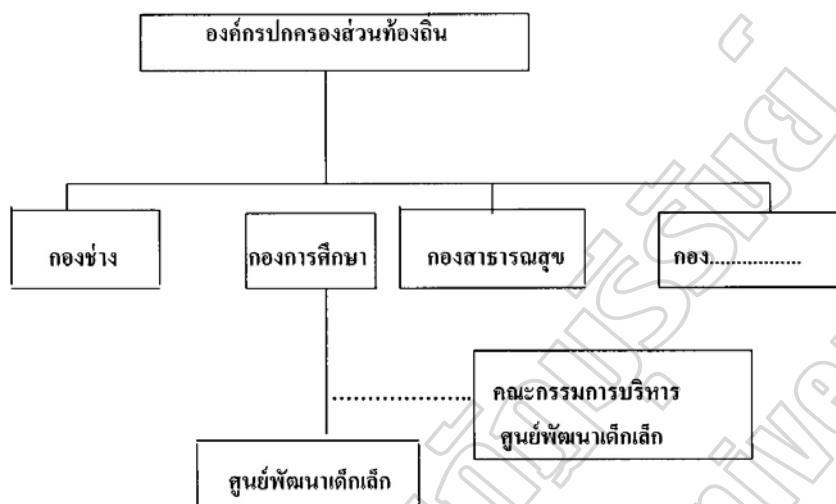 องค์กรปกครองส่วนท้องถิ่น
กองช่าง
กองการศึกษา
กองสาธารณสุข
กอง.................
คณะกรรมการบริหาร
ศูนย์พัฒนาเด็กเล็ก
ศูนย์พัฒนาเด็กเล็ก